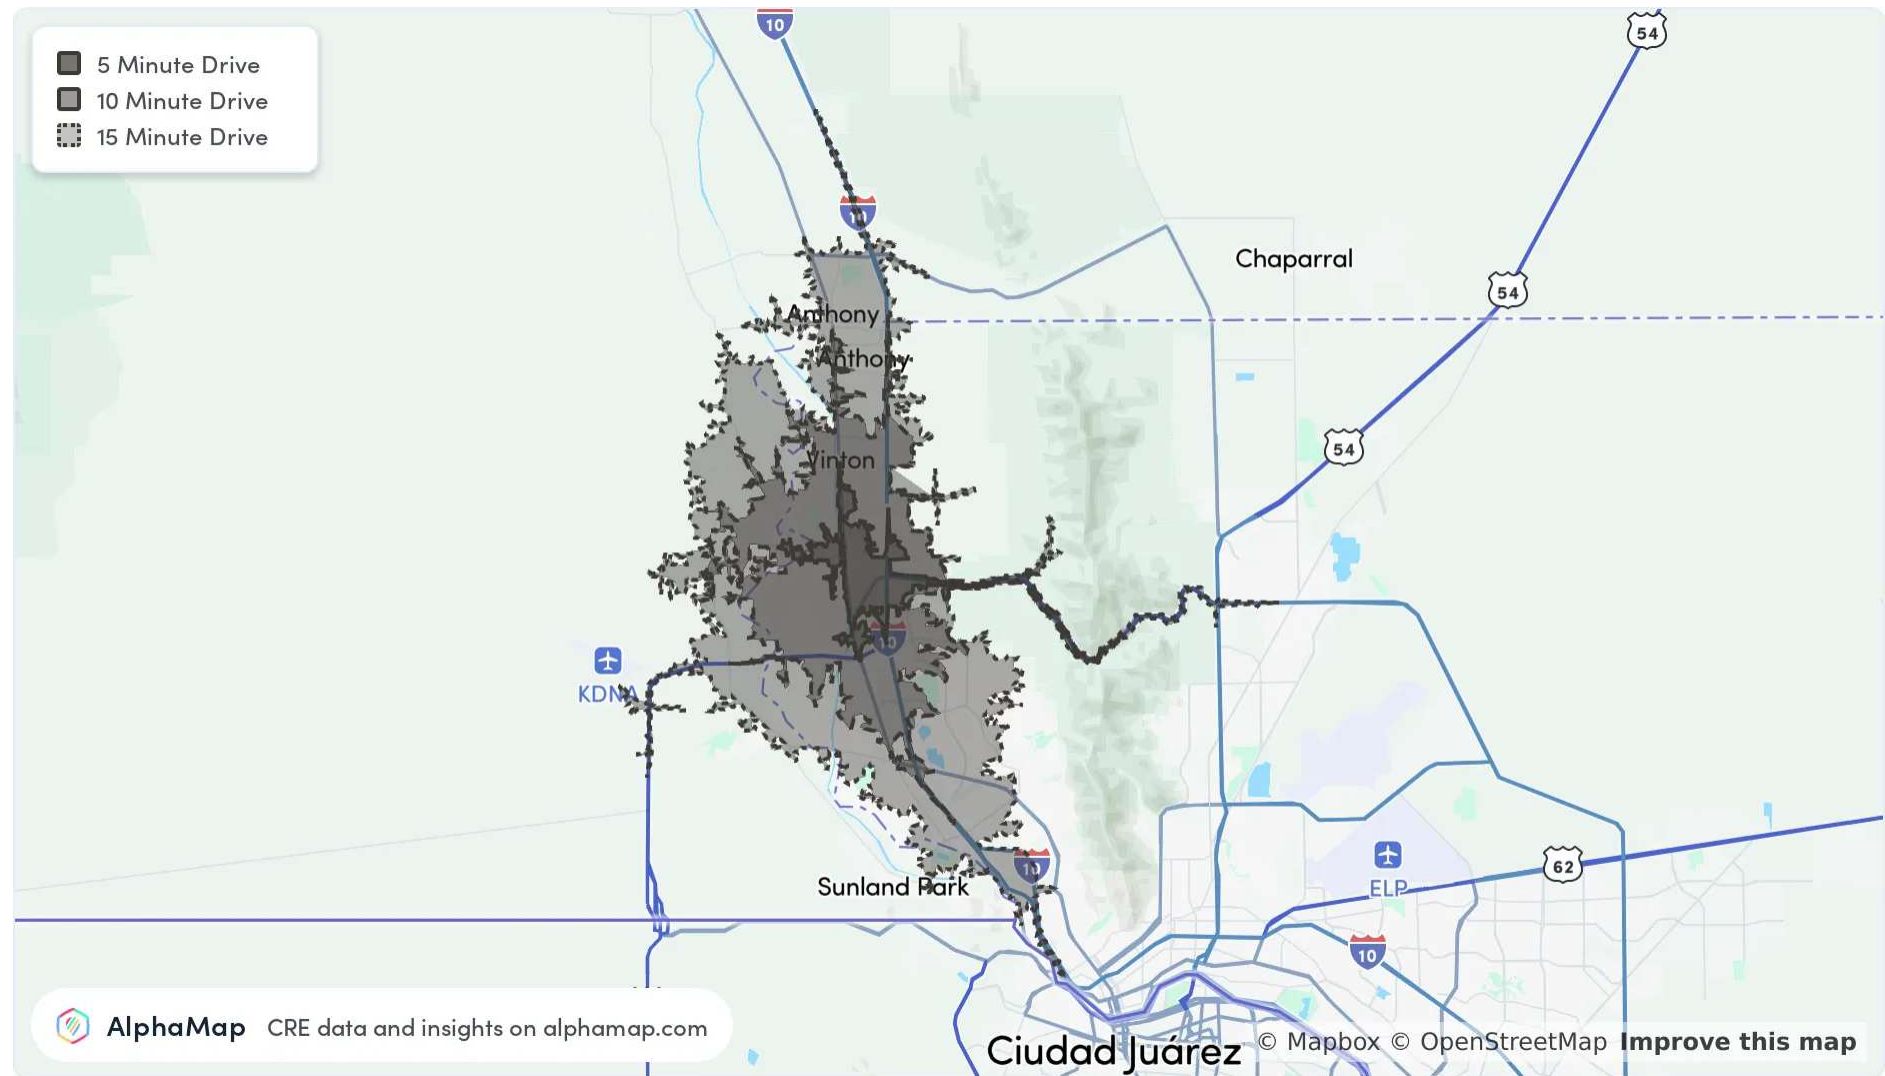 5 Minute Drive
10 Minute Drive
15 Minute Drive
10
54
10
Chaparral
54
Anthony
Anthony
54
Vinton
10
KDNA
ELP
62
10
Sunland Park
10
AlphaMap CRE data and insights on alphamap.com
Ciudad Juárez
© Mapbox © OpenStreetMap Improve this map